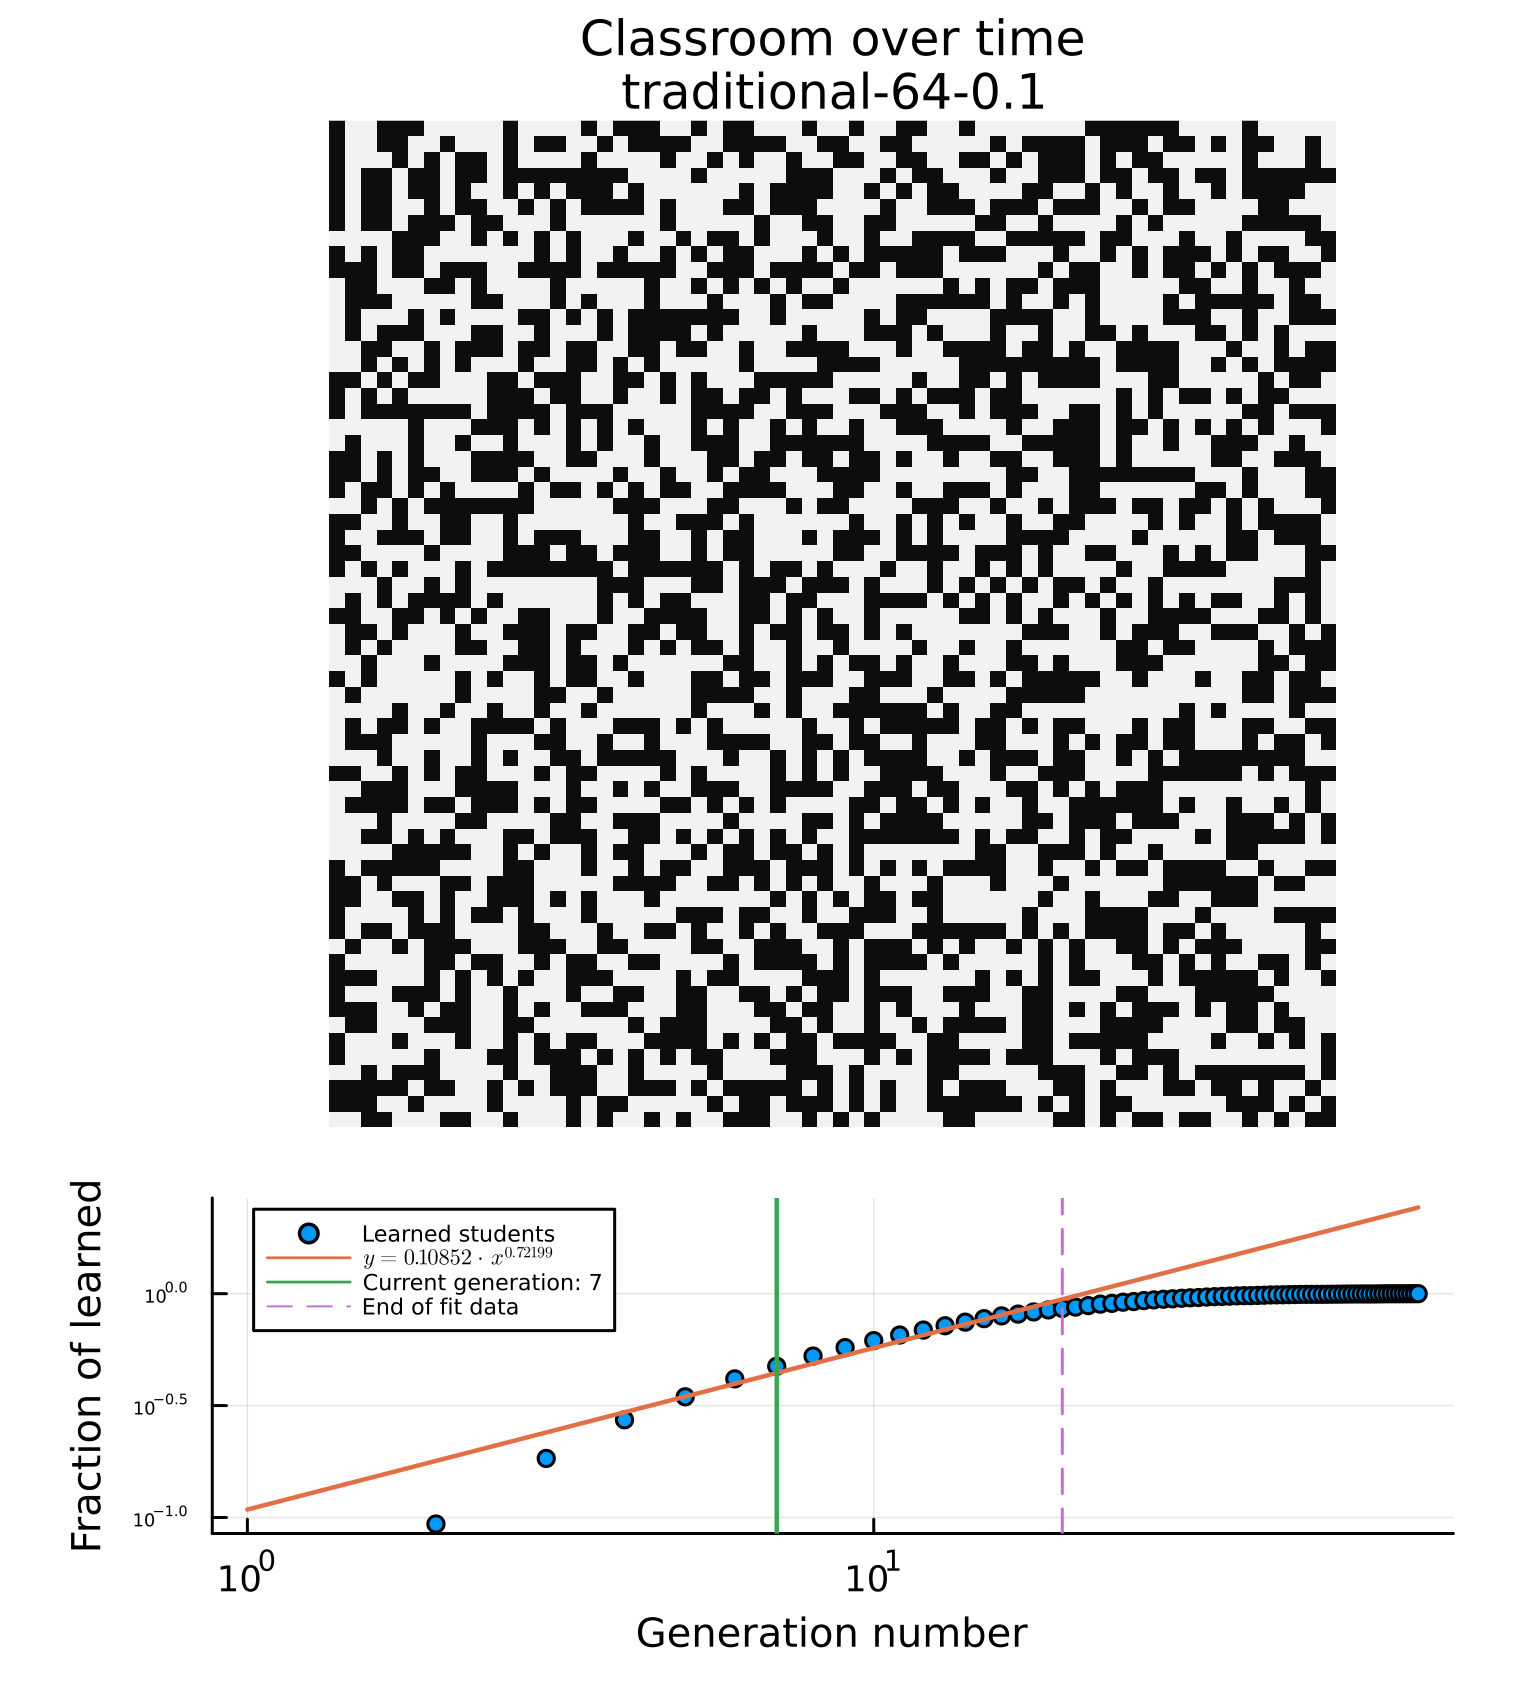 Classroom over time
traditional-64-0.1
Fraction of learned
Learned students
y = 0.10852 · x^0.72199
Current generation: 7
End of fit data
10^0.0
10^−0.5
10^−1.0
10^0
10^1
Generation number